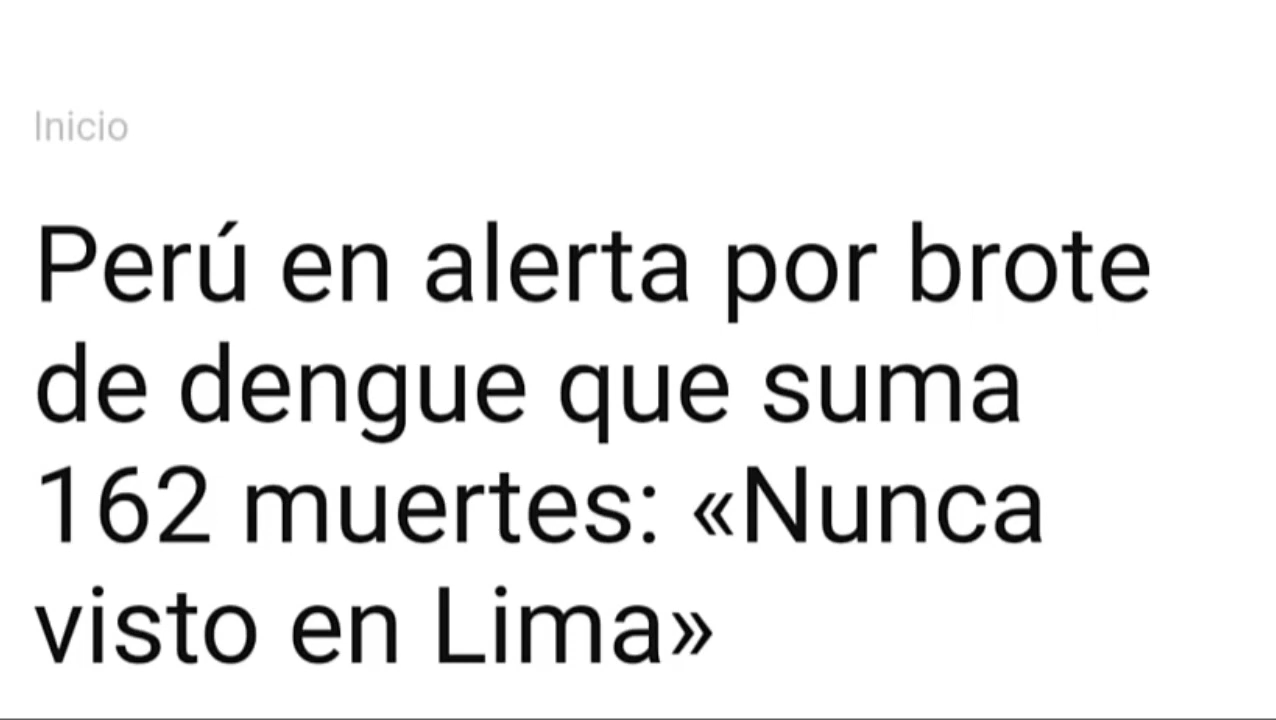 Inicio
Perú en alerta por brote
de dengue que suma
162 muertes: «Nunca
visto en Lima»